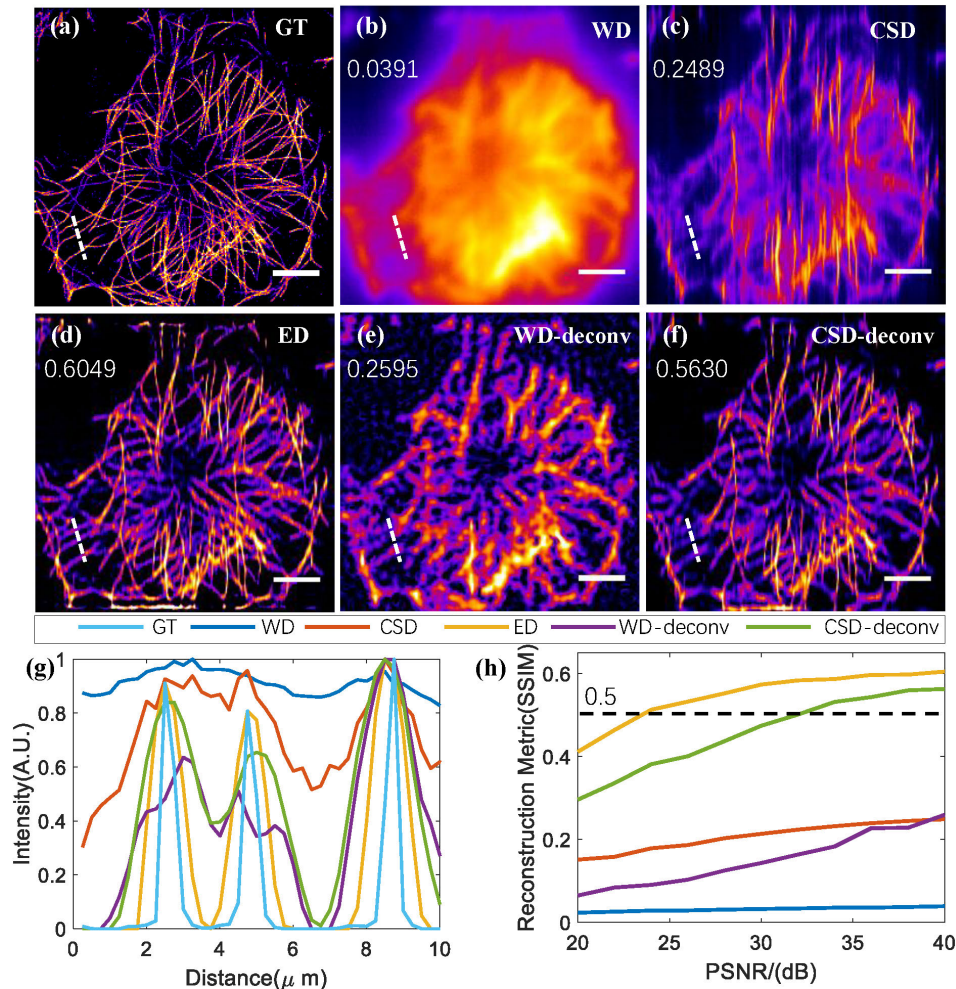 (a) GT
(b) WD
0.0391
(c) CSD
0.2489
(d) ED
0.6049
(e) WD-deconv
0.2595
(f) CSD-deconv
0.5630
GT WD CSD ED WD-deconv CSD-deconv
(g)
1
0.8
0.6
0.4
0.2
0
Intensity(A.U.)
0 2 4 6 8 10
Distance(μ m)
(h)
0.6
0.5
0.4
0.2
0
Reconstruction Metric(SSIM)
20 25 30 35 40
PSNR/(dB)